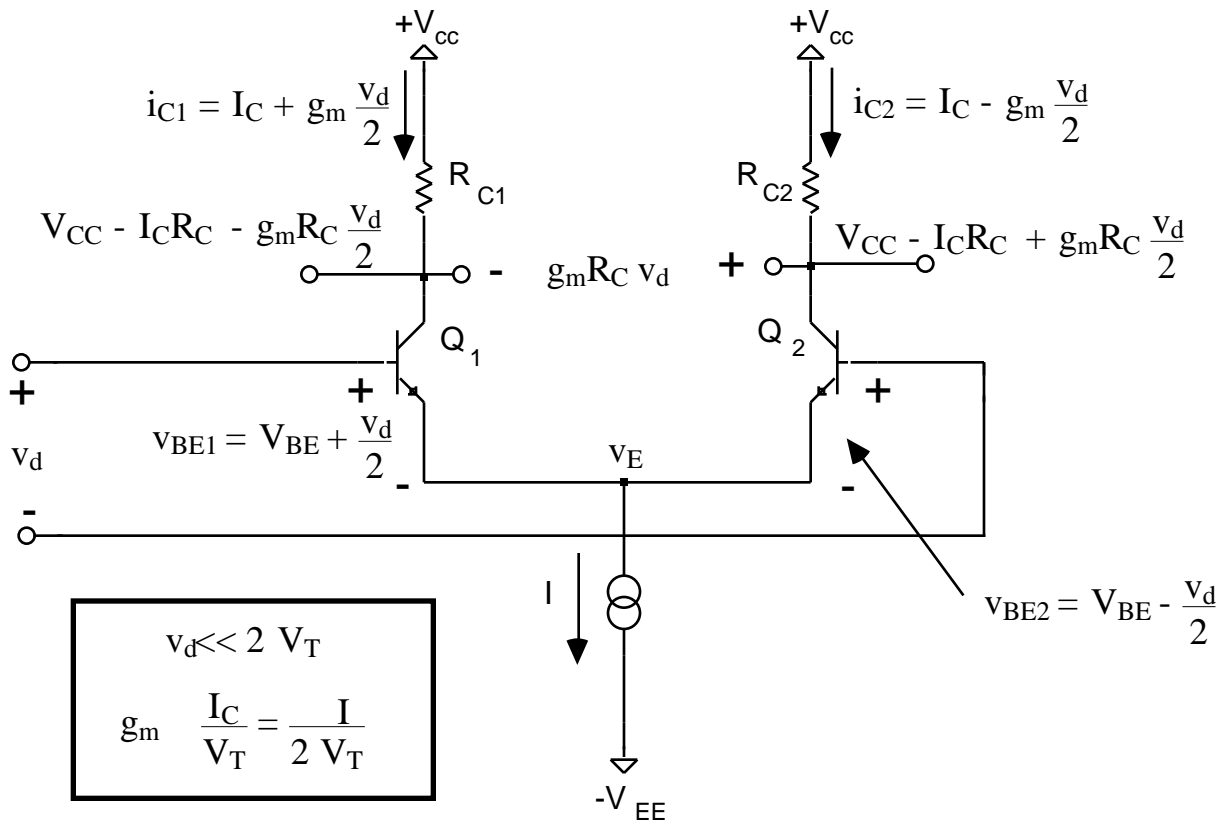 +Vcc +Vcc
iC1 = IC + gm vd/2
iC2 = IC - gm vd/2
RC1
RC2
VCC - ICRC - gmRC vd/2
- gmRC vd +
VCC - ICRC + gmRC vd/2
Q1
Q2
+
+ +
vd
-
vBE1 = VBE + vd/2
-
vE
-
I
vBE2 = VBE - vd/2
vd<< 2 VT
gm IC/VT = I/2 VT
-VEE